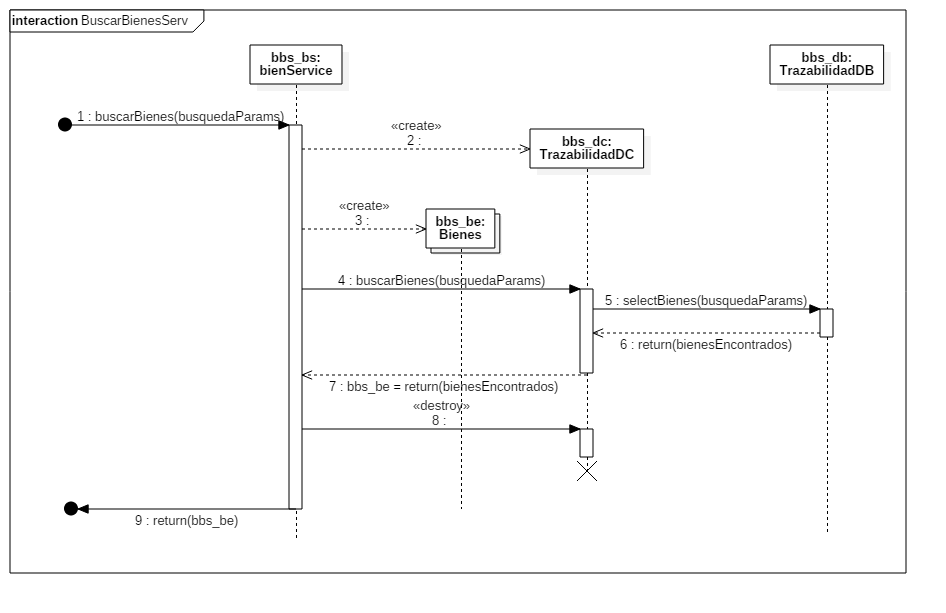 interaction BuscarBienesServ
bbs_bs:
bienService
bbs_db:
TrazabilidadDB
1 : buscarBienes(busquedaParams)
«create»
2 :
bbs_dc:
TrazabilidadDC
«create»
3 :
bbs_be:
Bienes
4 : buscarBienes(busquedaParams)
5 : selectBienes(busquedaParams)
6 : return(bienesEncontrados)
7 : bbs_be = return(bienesEncontrados)
«destroy»
8 :
9 : return(bbs_be)